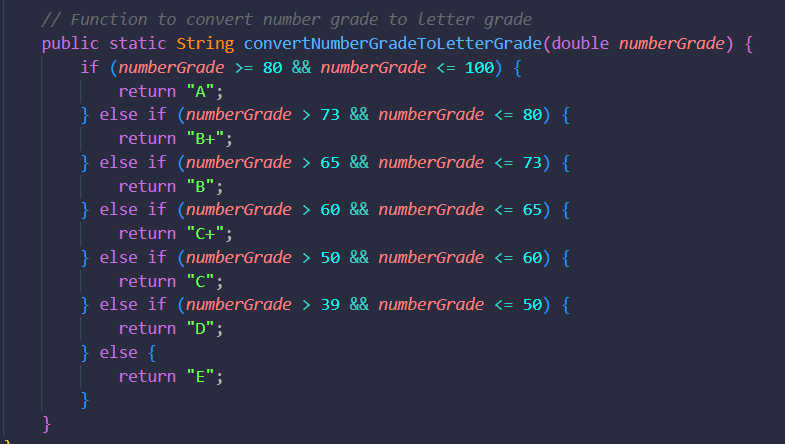 // Function to convert number grade to letter grade
public static String convertNumberGradeToLetterGrade(double numberGrade) {
if (numberGrade >= 80 && numberGrade <= 100) {
return "A";
} else if (numberGrade > 73 && numberGrade <= 80) {
return "B+";
} else if (numberGrade > 65 && numberGrade <= 73) {
return "B";
} else if (numberGrade > 60 && numberGrade <= 65) {
return "C+";
} else if (numberGrade > 50 && numberGrade <= 60) {
return "C";
} else if (numberGrade > 39 && numberGrade <= 50) {
return "D";
} else {
return "E";
}
}